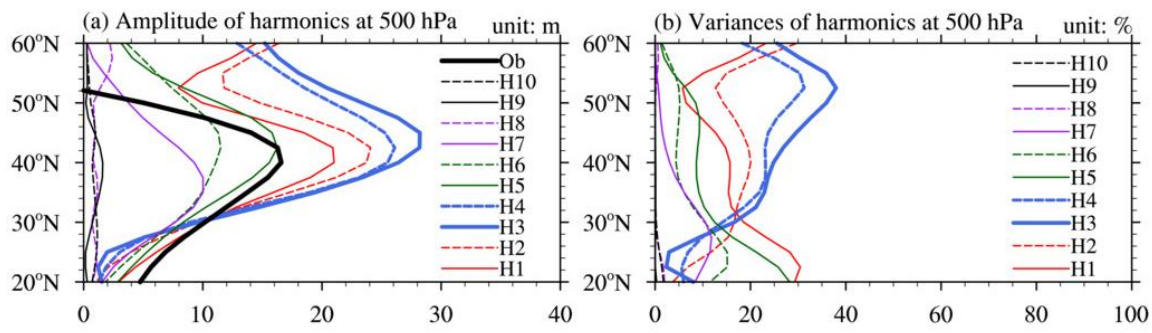 (a) Amplitude of harmonics at 500 hPa
unit: m
60°N
50°N
40°N
30°N
20°N
0 10 20 30 40
Ob
H10
H9
H8
H7
H6
H5
H4
H3
H2
H1
(b) Variances of harmonics at 500 hPa
unit: %
60°N
50°N
40°N
30°N
20°N
0 20 40 60 80 100
H10
H9
H8
H7
H6
H5
H4
H3
H2
H1